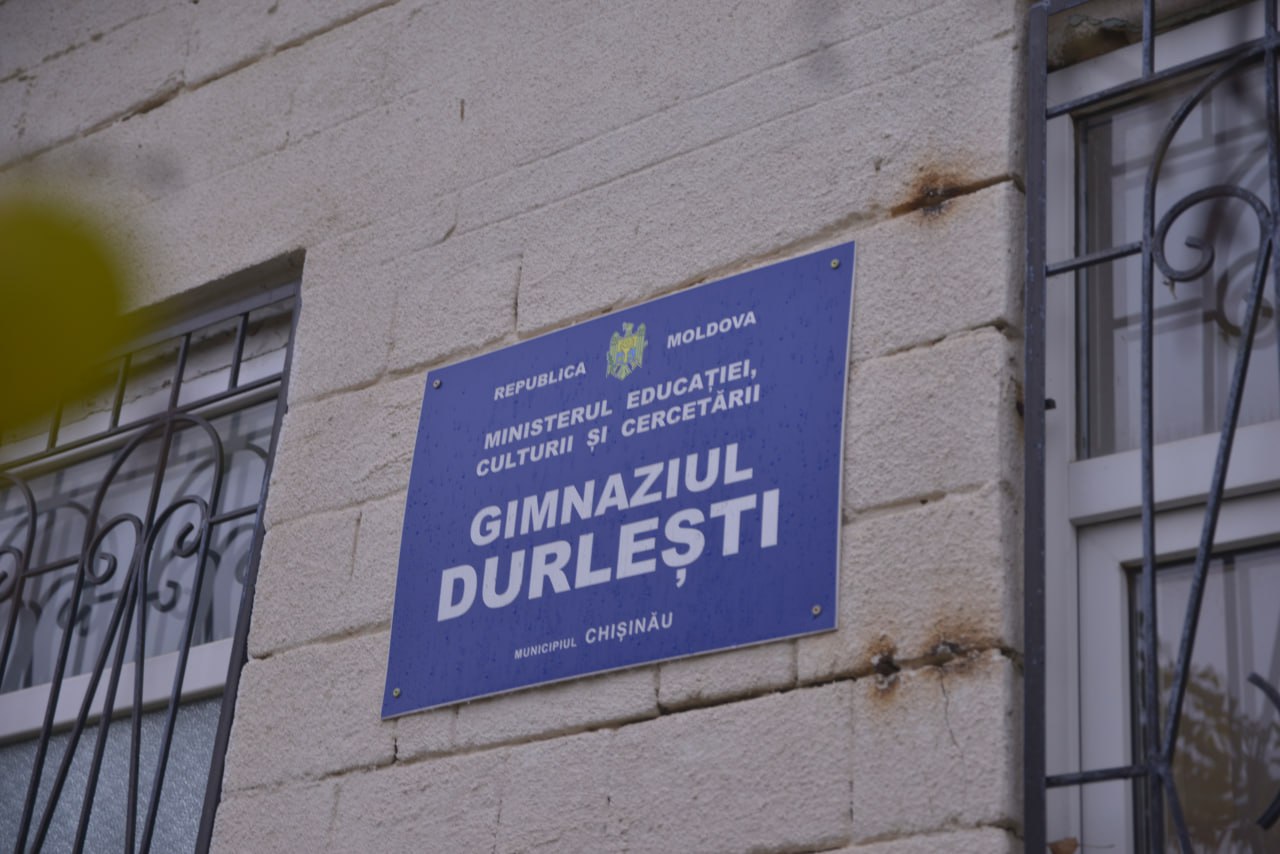 REPUBLICA MOLDOVA
MINISTERUL EDUCAȚIEI,
CULTURII ȘI CERCETĂRII
GIMNAZIUL
DURLEȘTI
MUNICIPIUL CHIȘINĂU